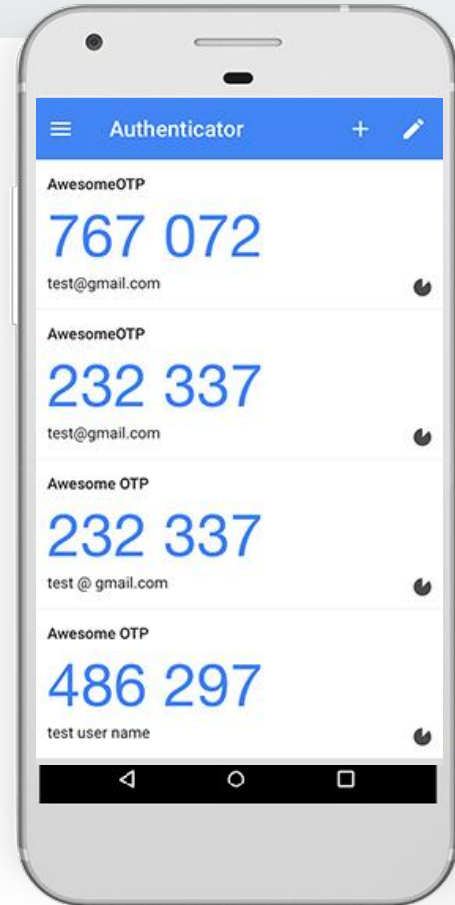 Authenticator
AwesomeOTP
767 072
test@gmail.com
AwesomeOTP
232 337
test@gmail.com
Awesome OTP
232 337
test @ gmail.com
Awesome OTP
486 297
test user name